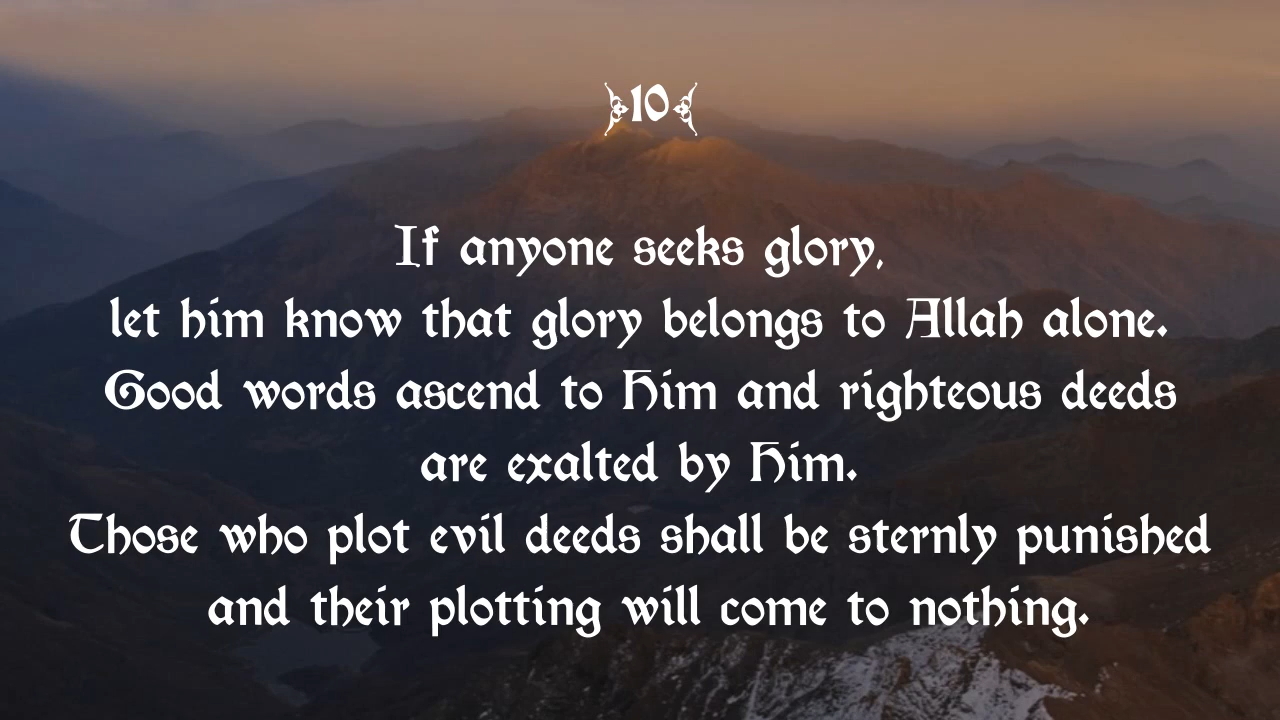 10
If anyone seeks glory,
let him know that glory belongs to Allah alone.
Good words ascend to Him and righteous deeds
are exalted by Him.
Those who plot evil deeds shall be sternly punished
and their plotting will come to nothing.